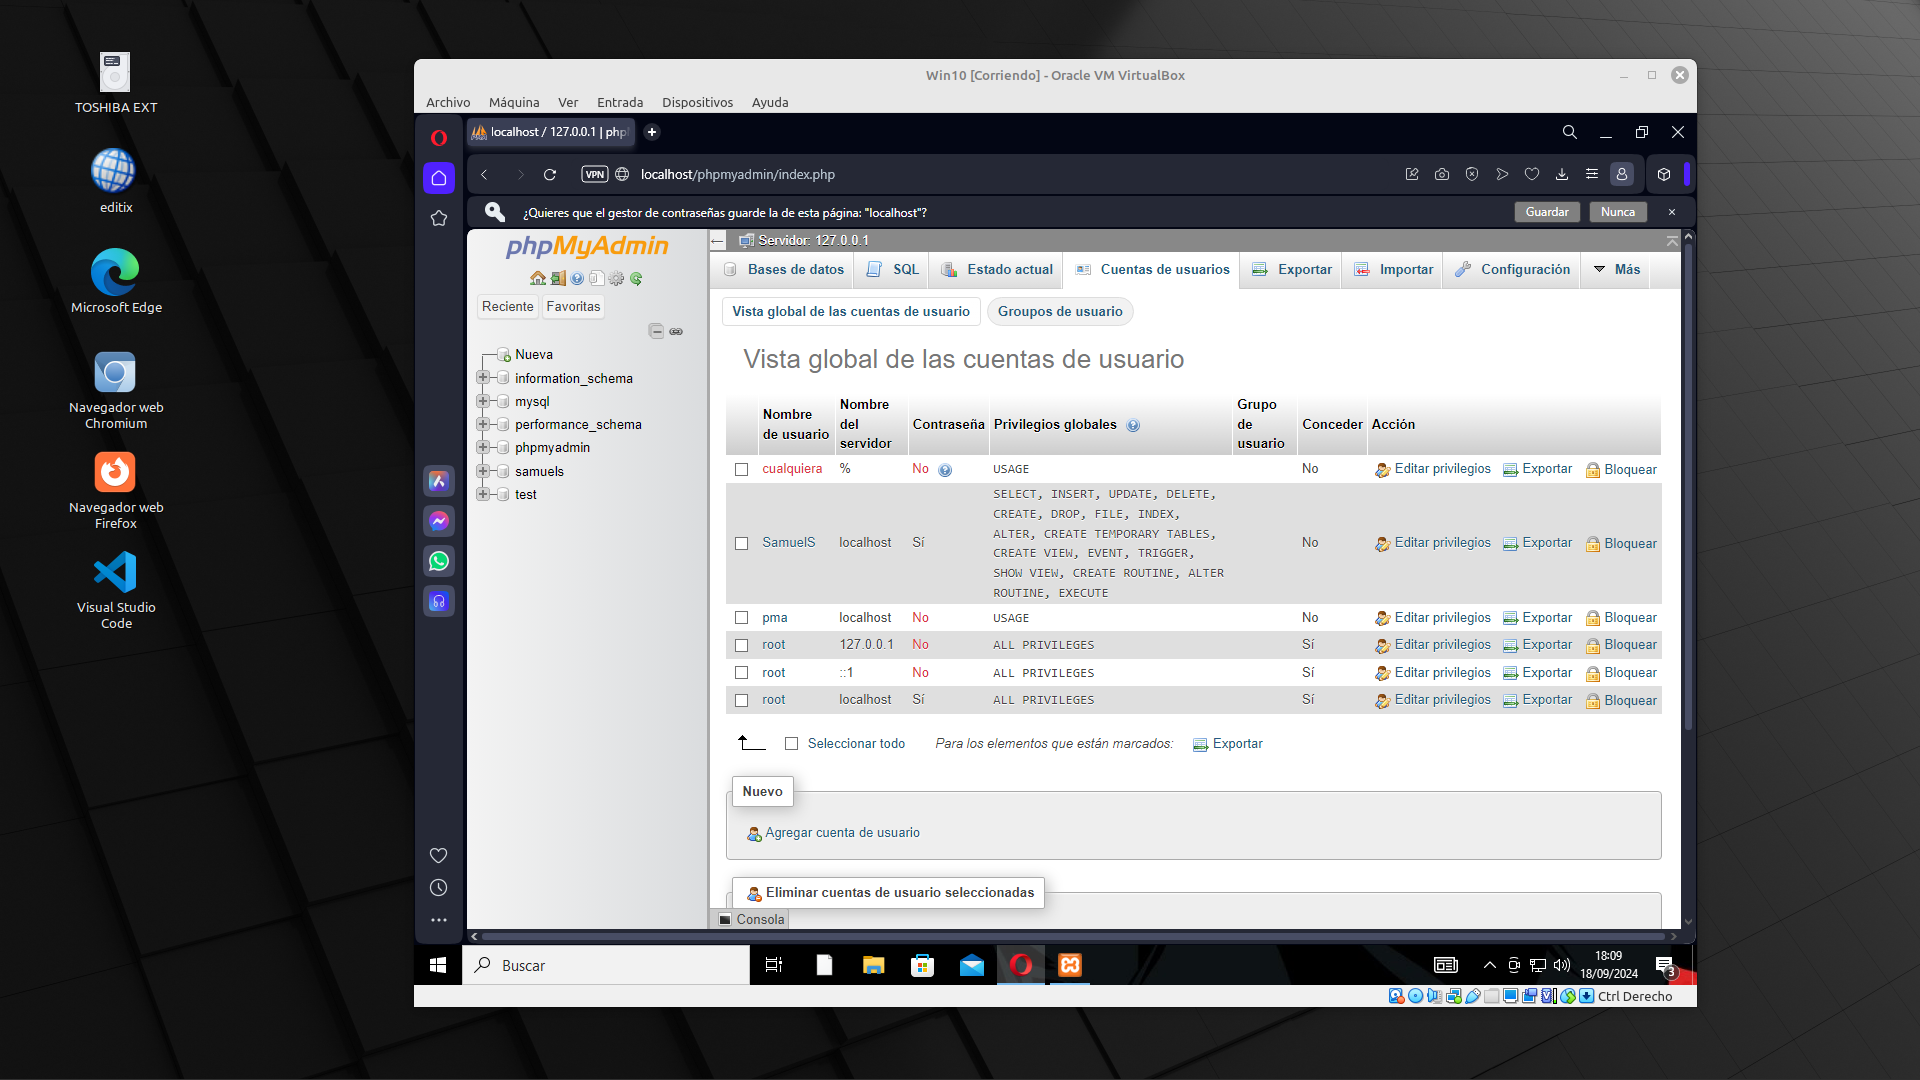 TOSHIBA EXT
editix
Microsoft Edge
Navegador web
Chromium
Navegador web
Firefox
Visual Studio
Code
Win10 [Corriendo] - Oracle VM VirtualBox
Archivo Máquina Ver Entrada Dispositivos Ayuda
localhost / 127.0.0.1 | php
VPN localhost/phpmyadmin/index.php
¿Quieres que el gestor de contraseñas guarde la de esta página: "localhost"? Guardar Nunca
phpMyAdmin
Reciente Favoritas
Nueva
information_schema
mysql
performance_schema
phpmyadmin
samuels
test
Servidor: 127.0.0.1
Bases de datos SQL Estado actual Cuentas de usuarios Exportar Importar Configuración Más
Vista global de las cuentas de usuario Groupos de usuario
Vista global de las cuentas de usuario
Nombre de usuario Nombre del servidor Contraseña Privilegios globales Grupo de usuario Conceder Acción
cualquiera % No USAGE No Editar privilegios Exportar Bloquear
SamuelS localhost Sí SELECT, INSERT, UPDATE, DELETE,
CREATE, DROP, FILE, INDEX,
ALTER, CREATE TEMPORARY TABLES,
CREATE VIEW, EVENT, TRIGGER,
SHOW VIEW, CREATE ROUTINE, ALTER
ROUTINE, EXECUTE No Editar privilegios Exportar Bloquear
pma localhost No USAGE No Editar privilegios Exportar Bloquear
root 127.0.0.1 No ALL PRIVILEGES Sí Editar privilegios Exportar Bloquear
root ::1 No ALL PRIVILEGES Sí Editar privilegios Exportar Bloquear
root localhost Sí ALL PRIVILEGES Sí Editar privilegios Exportar Bloquear
Seleccionar todo Para los elementos que están marcados: Exportar
Nuevo
Agregar cuenta de usuario
Eliminar cuentas de usuario seleccionadas
Consola
Buscar
18:09
18/09/2024
3
Ctrl Derecho